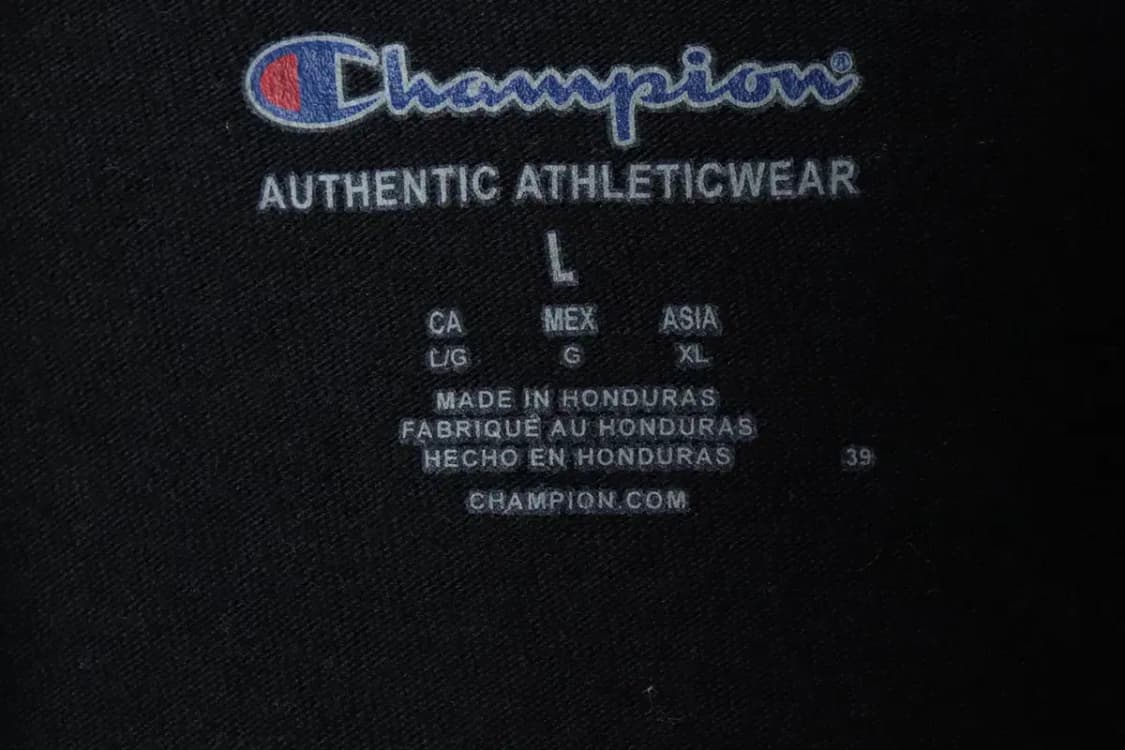 Champion®
AUTHENTIC ATHLETICWEAR
L
CA MEX ASIA
L/G G XL
MADE IN HONDURAS
FABRIQUÉ AU HONDURAS
HECHO EN HONDURAS 39
CHAMPION.COM